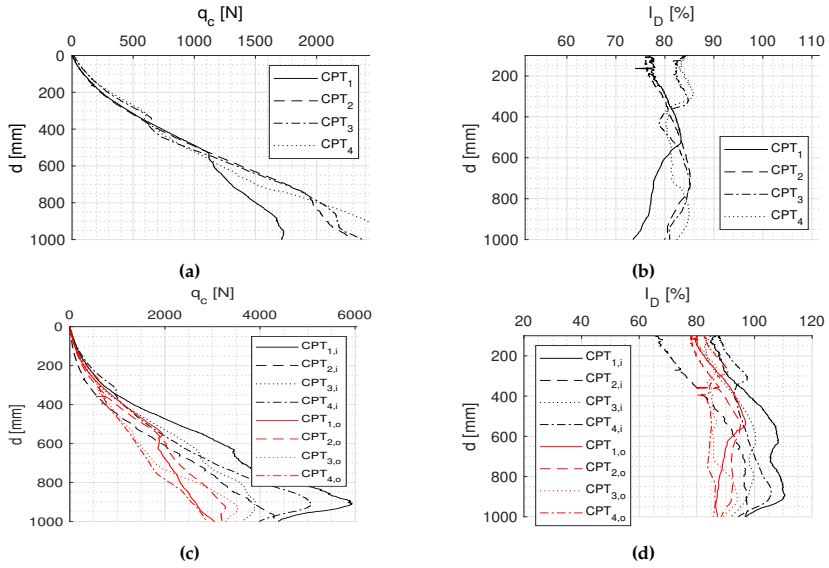 q_c [N]
0 500 1000 1500 2000
0
200
400
600
800
1000
d [mm]
CPT_1
CPT_2
CPT_3
CPT_4
(a)
I_D [%]
60 70 80 90 100 110
200
400
600
800
1000
d [mm]
CPT_1
CPT_2
CPT_3
CPT_4
(b)
q_c [N]
0 2000 4000 6000
0
200
400
600
800
1000
d [mm]
CPT_1,i
CPT_2,i
CPT_3,i
CPT_4,i
CPT_1,o
CPT_2,o
CPT_3,o
CPT_4,o
(c)
I_D [%]
20 40 60 80 100 120
200
400
600
800
1000
d [mm]
CPT_1,i
CPT_2,i
CPT_3,i
CPT_4,i
CPT_1,o
CPT_2,o
CPT_3,o
CPT_4,o
(d)